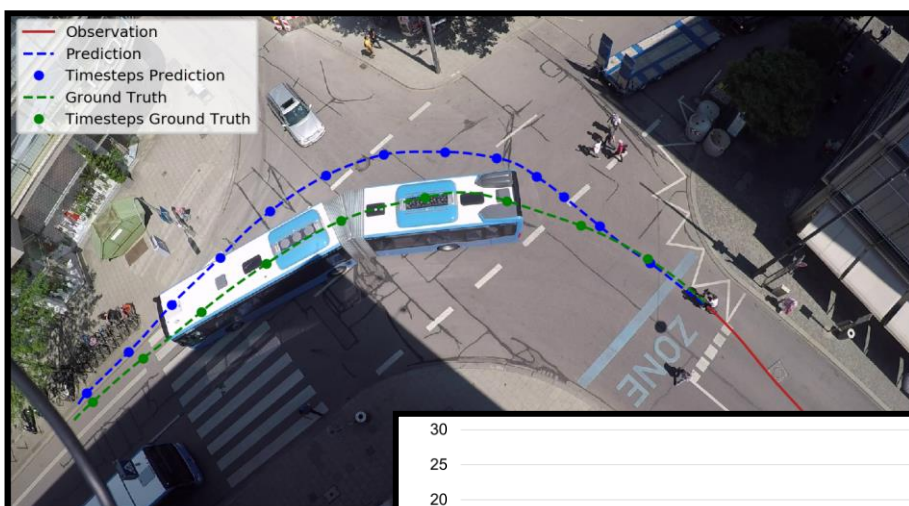 Observation
Prediction
Timesteps Prediction
Ground Truth
Timesteps Ground Truth
ZONE
30
25
20